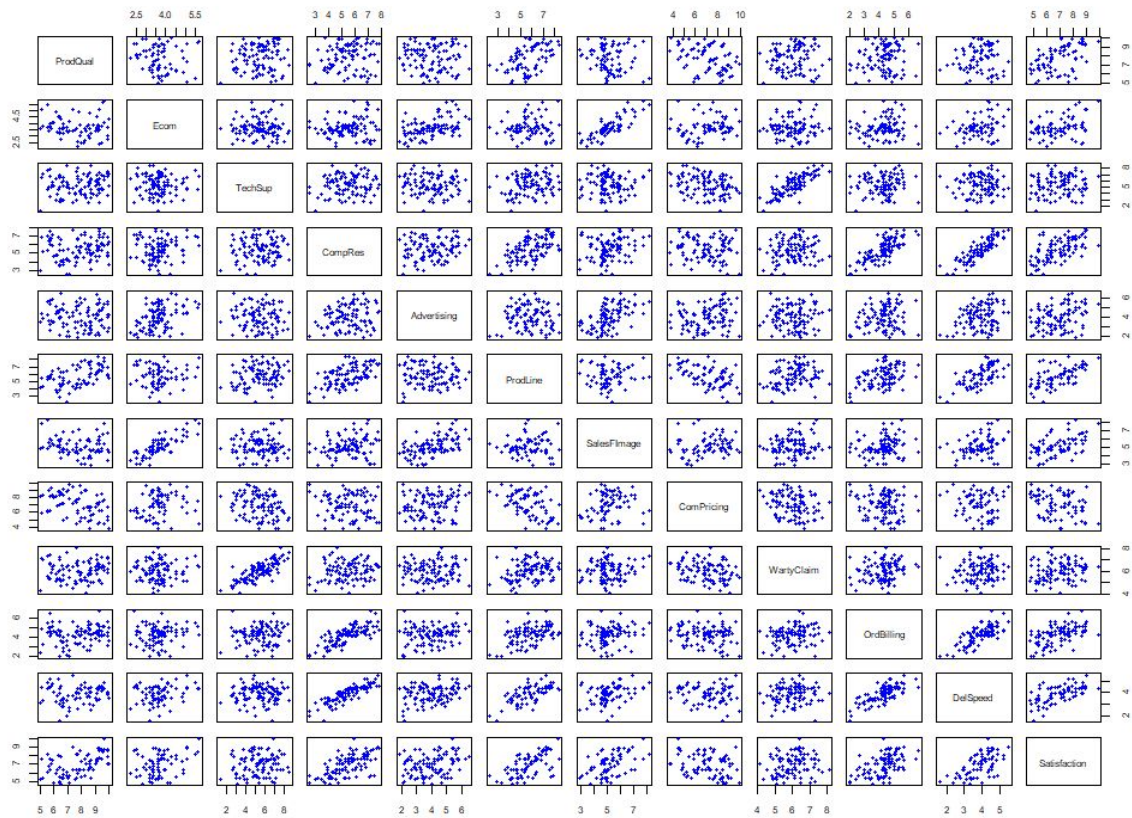 2.5 4.0 5.5 3 4 5 6 7 8 3 5 7 4 6 8 10 2 3 4 5 6 5 6 7 8 9
ProdQual 5 7 9
2.5 4.5 Ecom
TechSup 2 5 8
3 5 7 CompRes
Advertising 2 4 6
3 5 7 ProdLine
SalesFImage 3 5 7
4 6 8 ComPricing
WartyClaim 4 6 8
2 4 6 OrdBilling
DelSpeed 2 4
5 7 9 Satisfaction
5 6 7 8 9 2 4 6 8 2 3 4 5 6 3 5 7 4 5 6 7 8 2 3 4 5